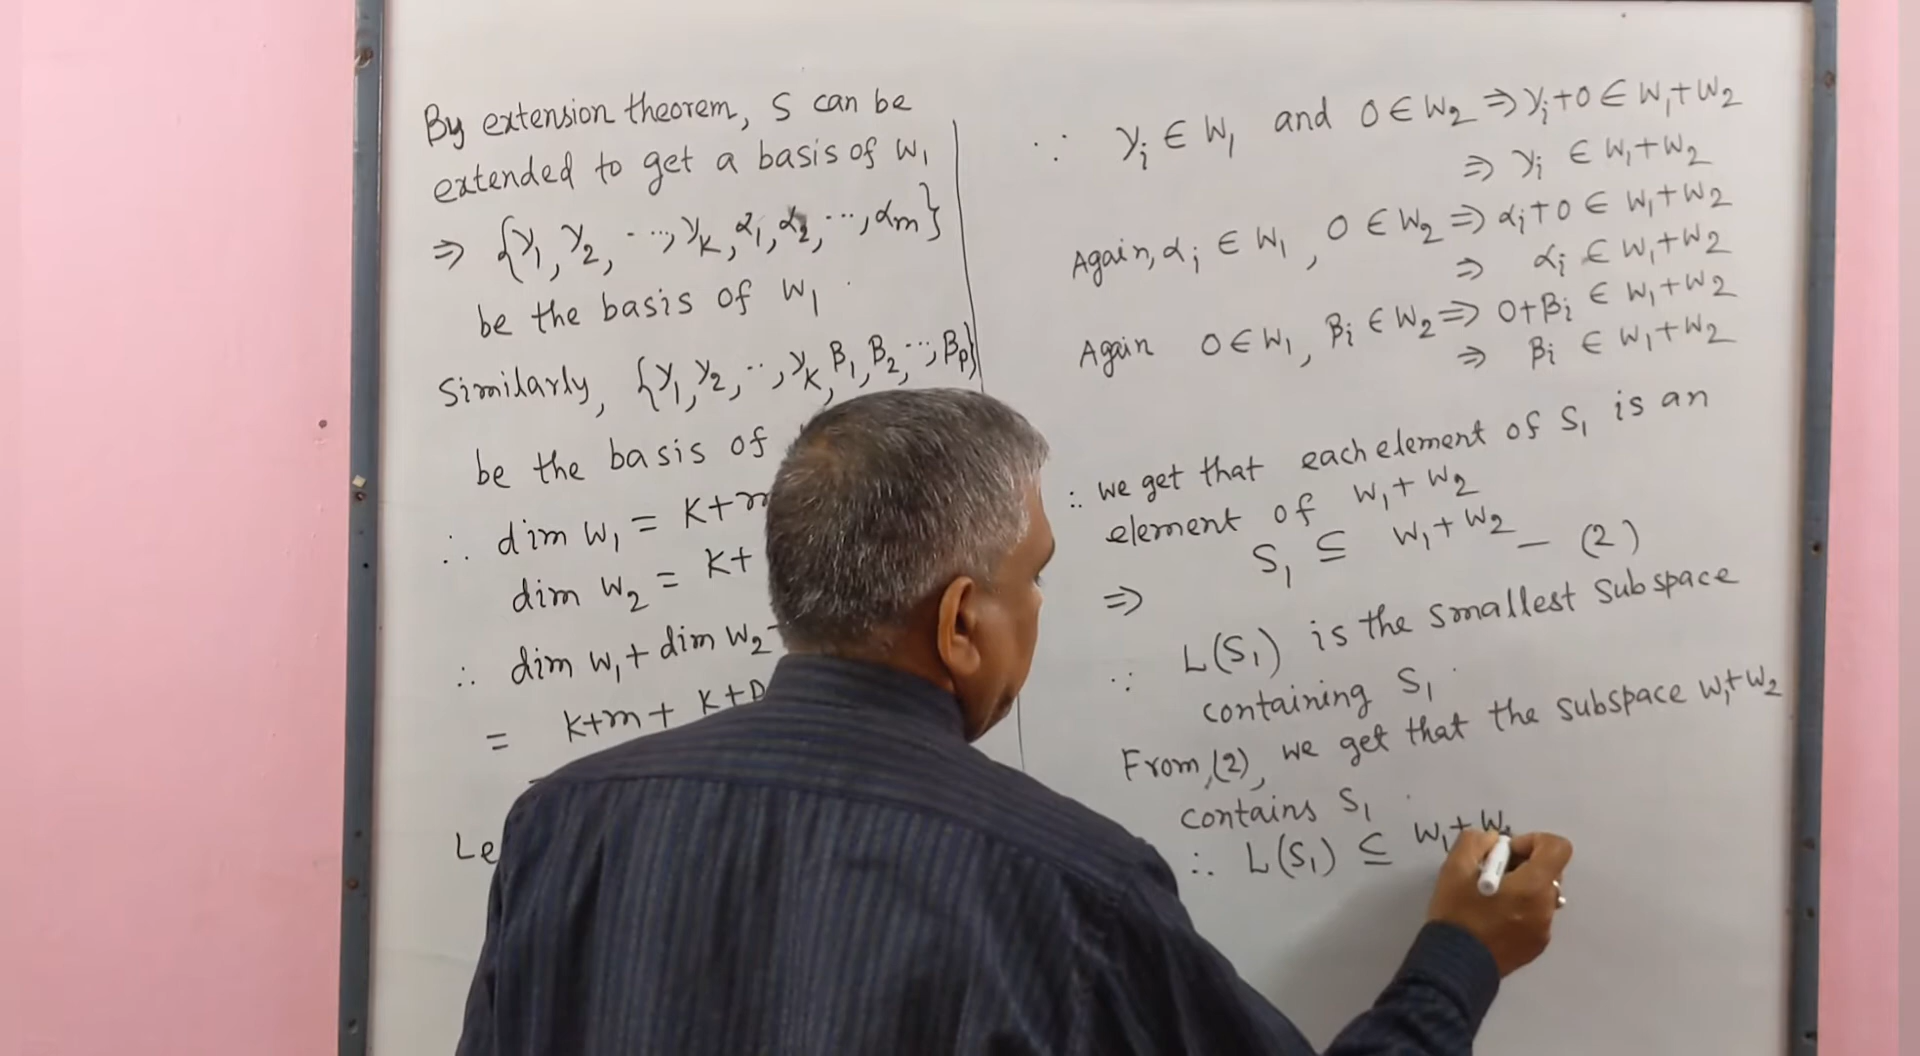 By extension theorem, S can be
extended to get a basis of W₁
⇒ {γ₁, γ₂, ..., γₖ, α₁, α₂, ..., αₘ}
be the basis of W₁.
Similarly, {γ₁, γ₂, .., γₖ, β₁, β₂, ..., βₚ}
be the basis of
∴ dim W₁ = K+m
dim W₂ = K+
∴ dim W₁ + dim W₂ -
= K+m + K+p
Le
∵ γᵢ ∈ W₁ and 0 ∈ W₂ ⇒ γᵢ+0 ∈ W₁+W₂
⇒ γᵢ ∈ W₁+W₂
Again, αᵢ ∈ W₁, 0 ∈ W₂ ⇒ αᵢ+0 ∈ W₁+W₂
⇒ αᵢ ∈ W₁+W₂
Again 0 ∈ W₁, βᵢ ∈ W₂ ⇒ 0+βᵢ ∈ W₁+W₂
⇒ βᵢ ∈ W₁+W₂
∴ we get that each element of S₁ is an
element of W₁+W₂
⇒ S₁ ⊆ W₁+W₂ — (2)
∵ L(S₁) is the smallest subspace
containing S₁.
From (2), we get that the subspace W₁+W₂
contains S₁.
∴ L(S₁) ⊆ W₁+W